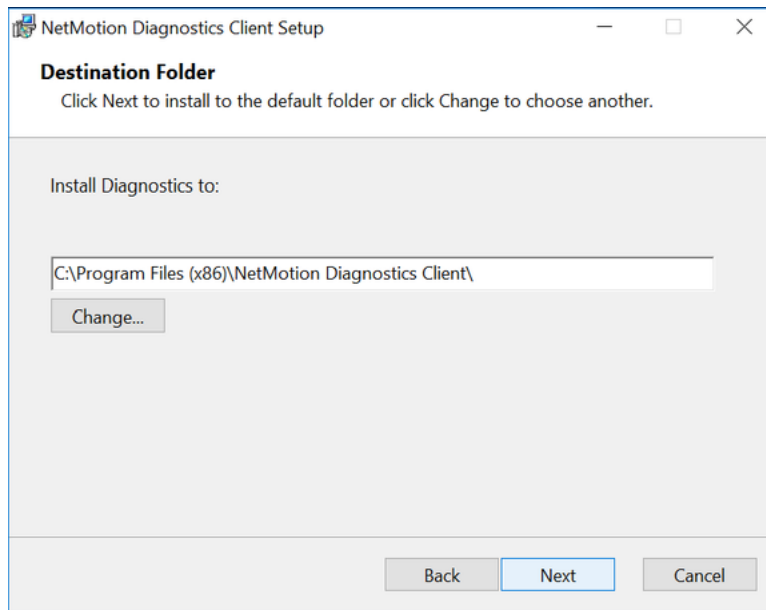 NetMotion Diagnostics Client Setup
Destination Folder
Click Next to install to the default folder or click Change to choose another.
Install Diagnostics to:
C:\Program Files (x86)\NetMotion Diagnostics Client\
Change...
Back Next Cancel